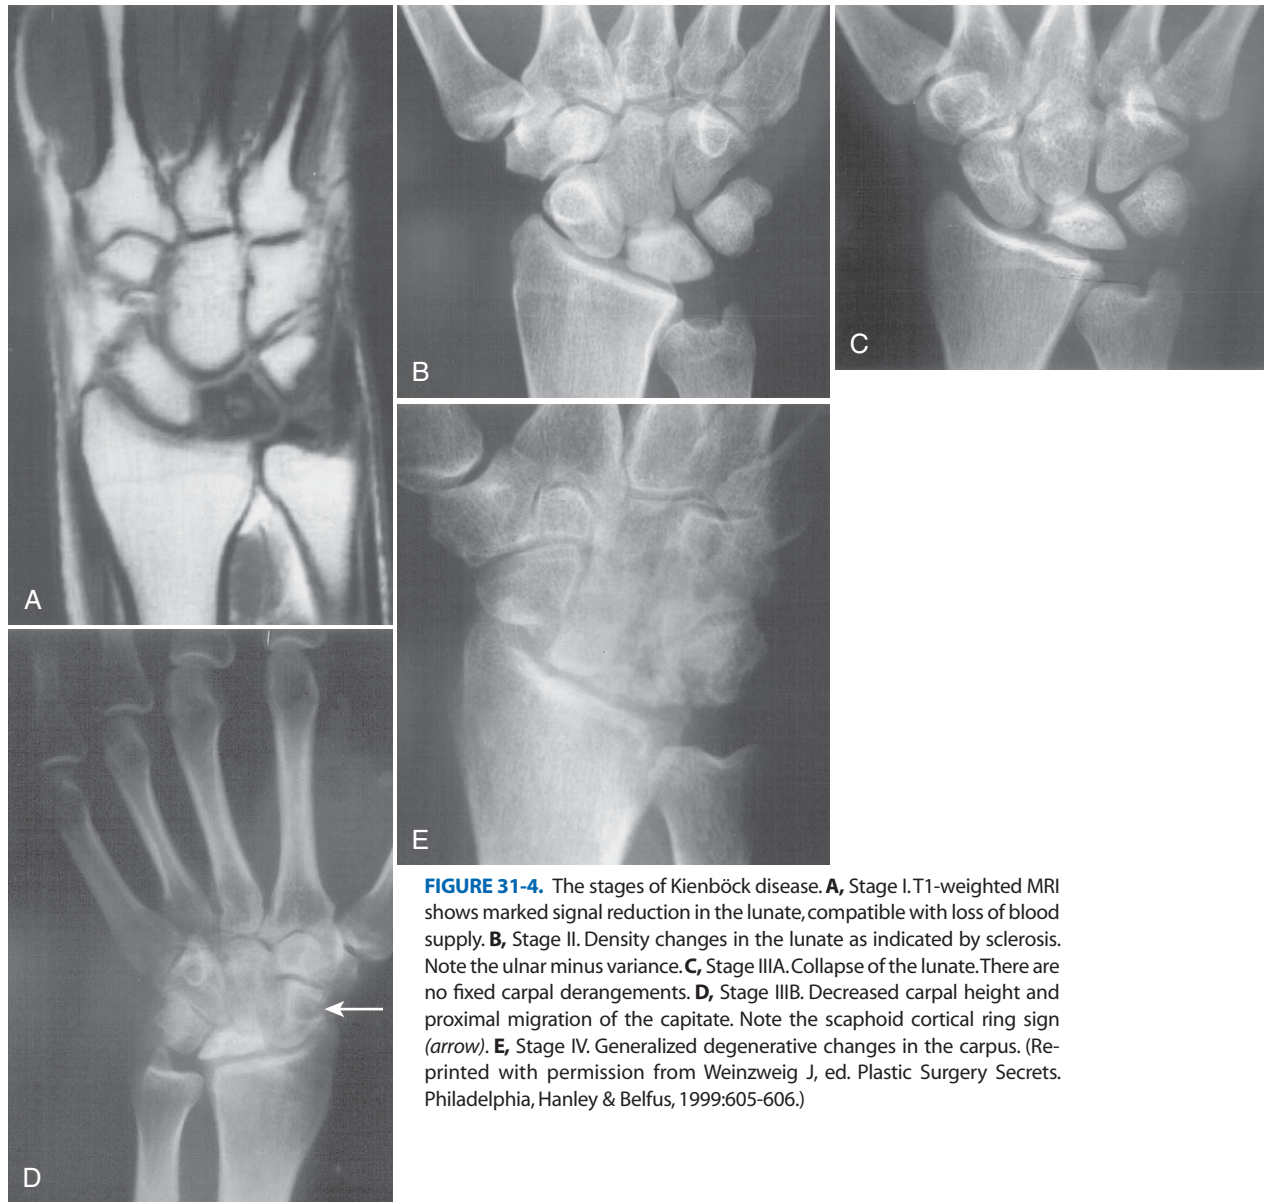 A
B
C
D
E
FIGURE 31-4. The stages of Kienböck disease. A, Stage I. T1-weighted MRI
shows marked signal reduction in the lunate, compatible with loss of blood
supply. B, Stage II. Density changes in the lunate as indicated by sclerosis.
Note the ulnar minus variance. C, Stage IIIA. Collapse of the lunate. There are
no fixed carpal derangements. D, Stage IIIB. Decreased carpal height and
proximal migration of the capitate. Note the scaphoid cortical ring sign
(arrow). E, Stage IV. Generalized degenerative changes in the carpus. (Re-
printed with permission from Weinzweig J, ed. Plastic Surgery Secrets.
Philadelphia, Hanley & Belfus, 1999:605-606.)